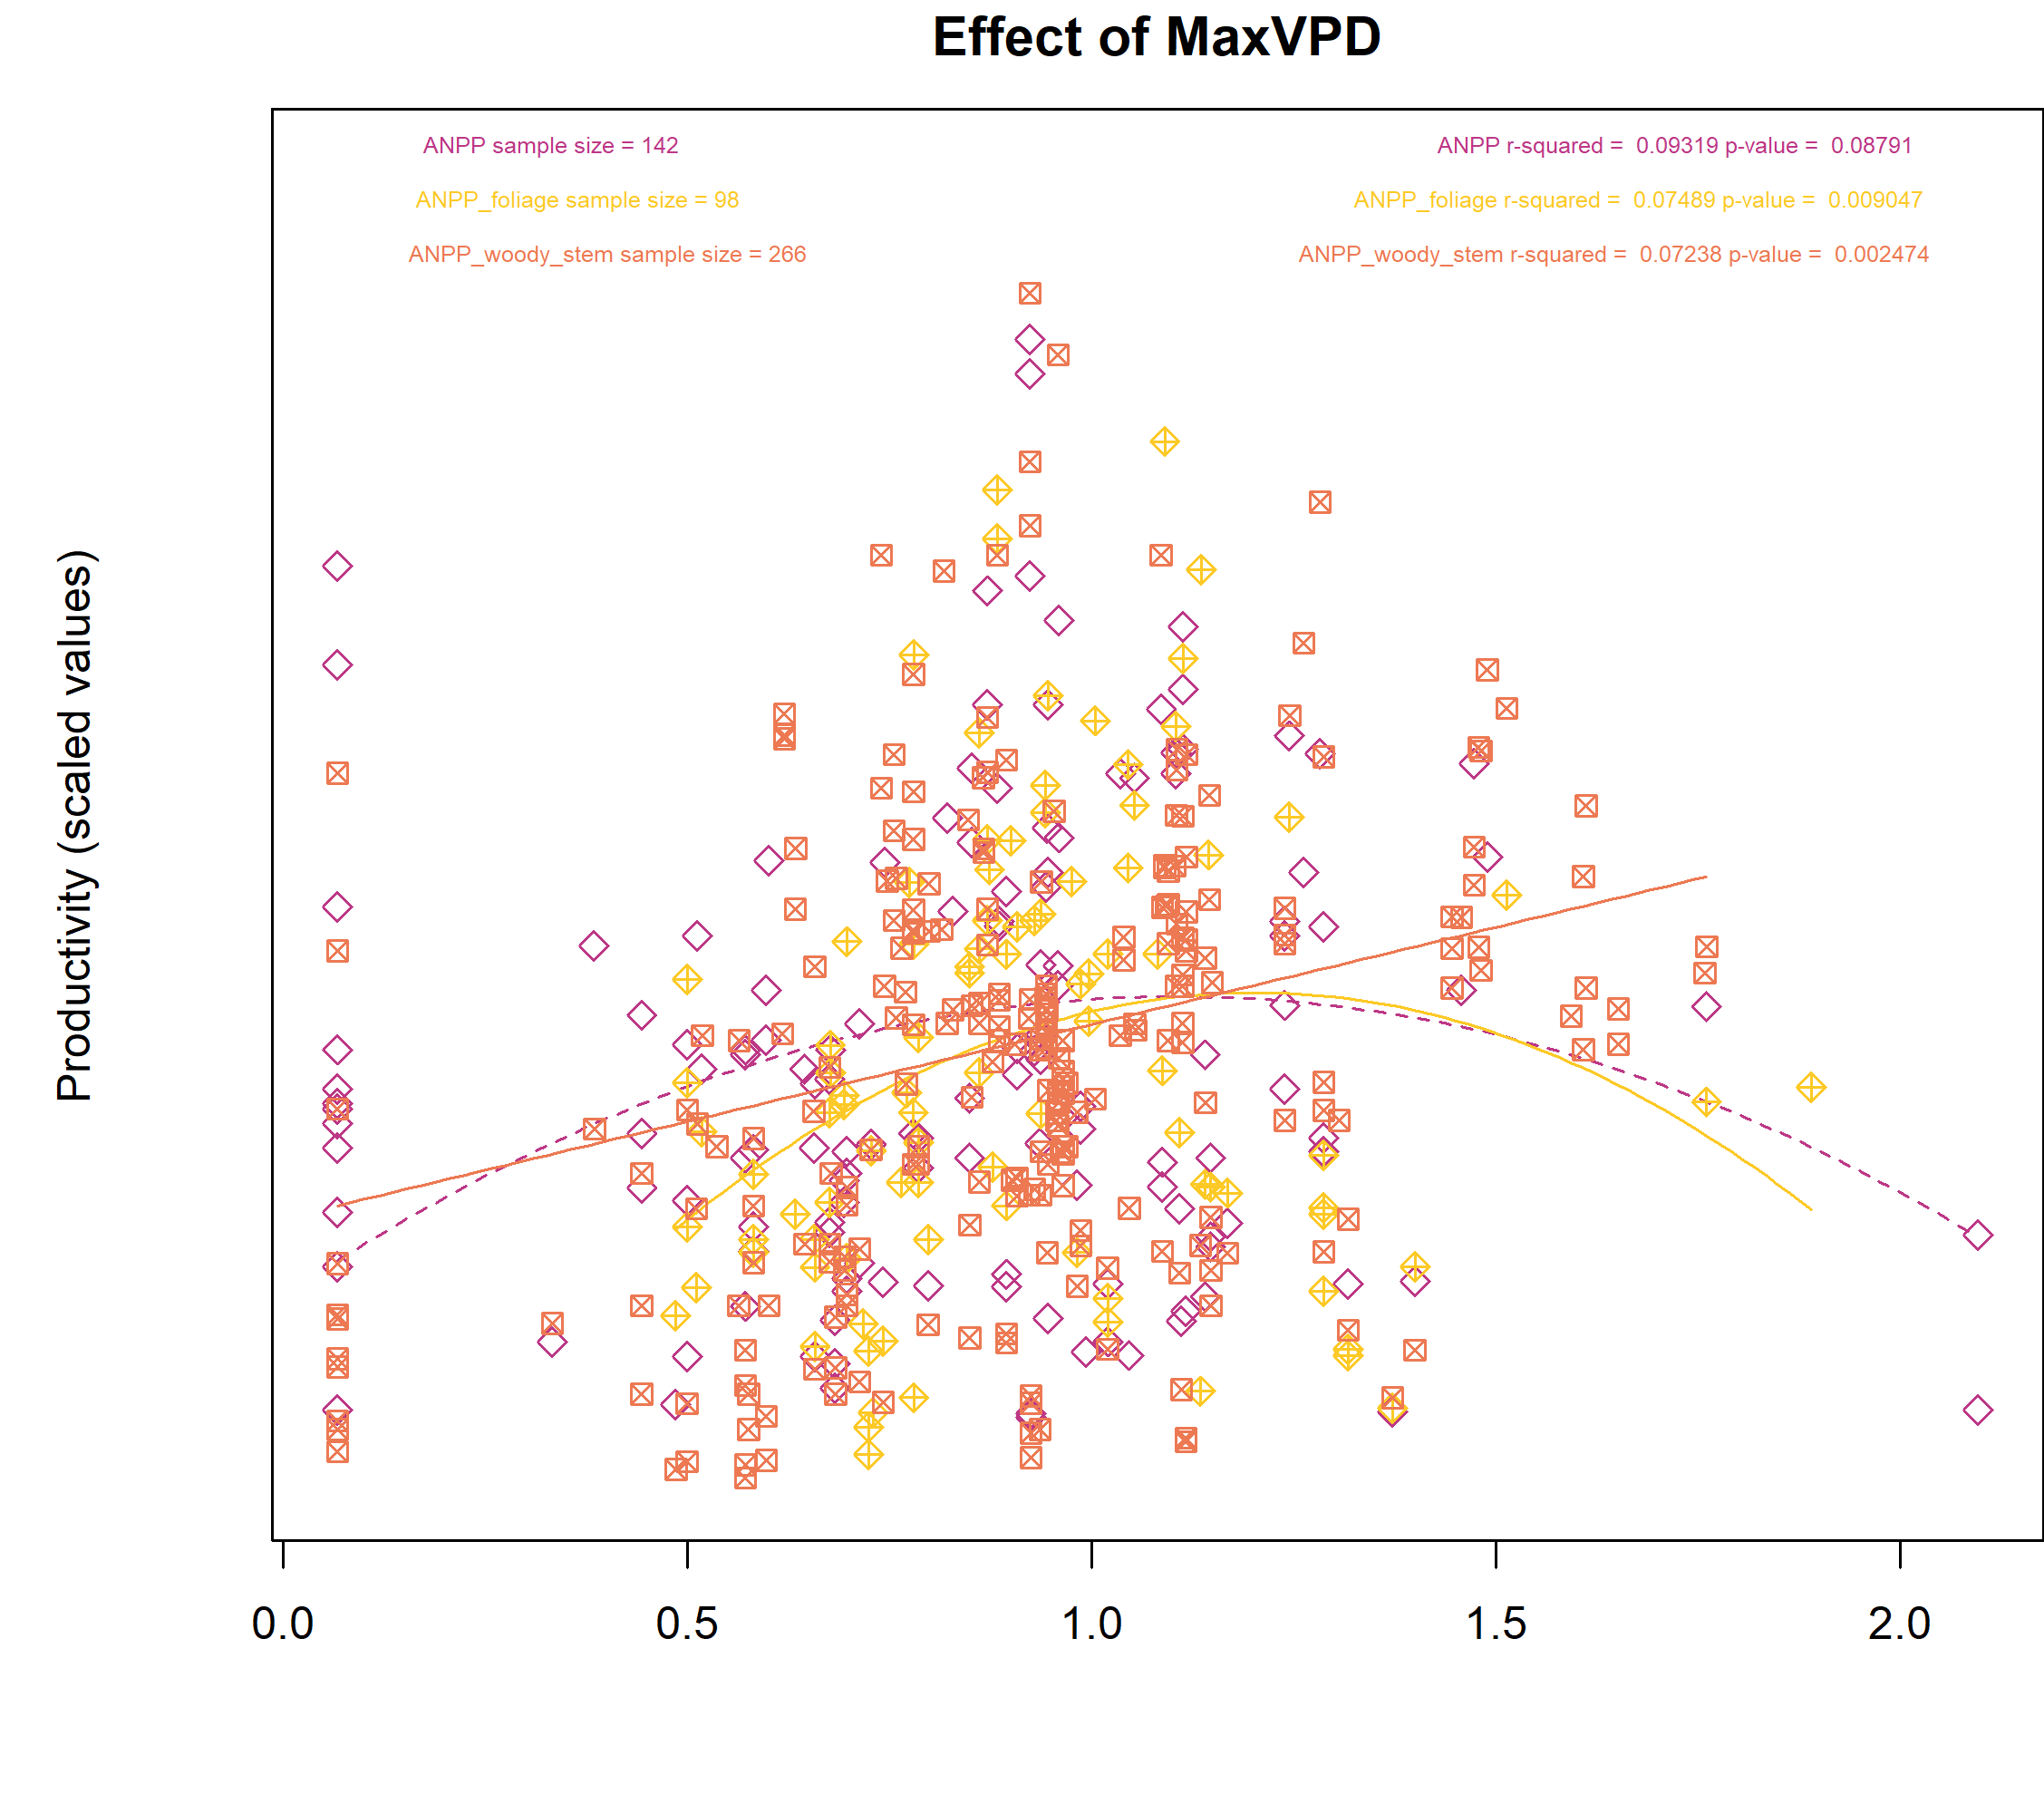 Effect of MaxVPD
ANPP sample size = 142
ANPP r-squared = 0.09319 p-value = 0.08791
ANPP_foliage sample size = 98
ANPP_foliage r-squared = 0.07489 p-value = 0.009047
ANPP_woody_stem sample size = 266
ANPP_woody_stem r-squared = 0.07238 p-value = 0.002474
Productivity (scaled values)
0.0 0.5 1.0 1.5 2.0